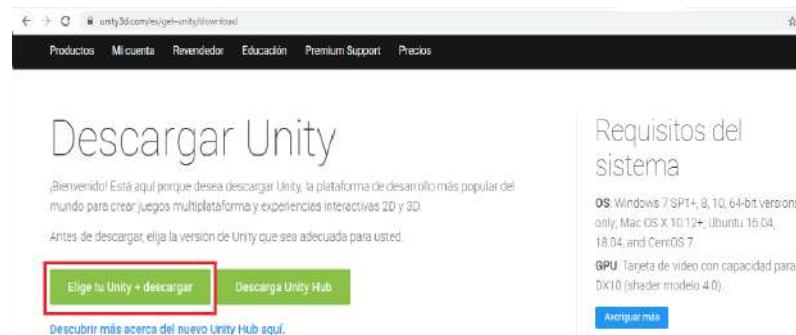 unity3d.com/es/get-unity/download
Productos Mi cuenta Revendedor Educación Premium Support Precios
Descargar Unity
¡Bienvenido! Está aquí porque desea descargar Unity, la plataforma de desarrollo más popular del
mundo para crear juegos multiplataforma y experiencias interactivas 2D y 3D.
Antes de descargar, elija la versión de Unity que sea adecuada para usted.
Elige tu Unity + descargar
Descarga Unity Hub
Descubrir más acerca del nuevo Unity Hub aquí.
Requisitos del
sistema
OS: Windows 7 SP1+, 8, 10, 64-bit versions
only; Mac OS X 10.12+; Ubuntu 16.04,
18.04, and CentOS 7.
GPU: Tarjeta de video con capacidad para
DX10 (shader modelo 4.0).
Averiguar más